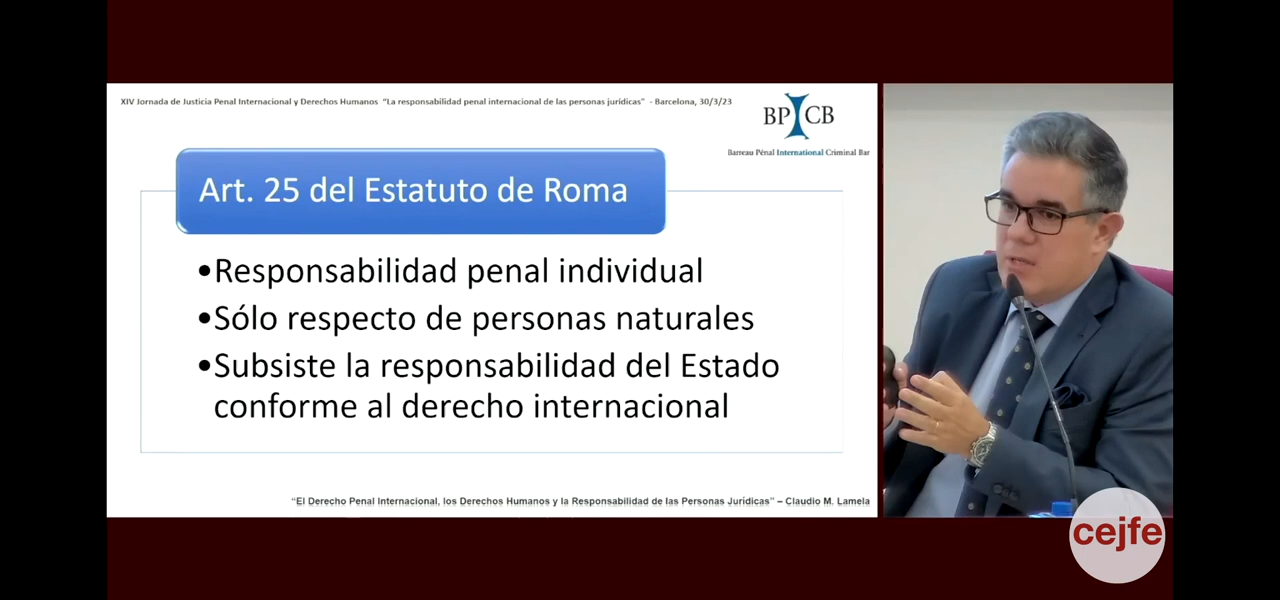 XIV Jornada de Justicia Penal Internacional y Derechos Humanos "La responsabilidad penal internacional de las personas jurídicas" - Barcelona, 30/3/23
BPICB
Barreau Pénal International Criminal Bar
Art. 25 del Estatuto de Roma
•Responsabilidad penal individual
•Sólo respecto de personas naturales
•Subsiste la responsabilidad del Estado
conforme al derecho internacional
"El Derecho Penal Internacional, los Derechos Humanos y la Responsabilidad de las Personas Jurídicas" – Claudio M. Lamela
cejfe